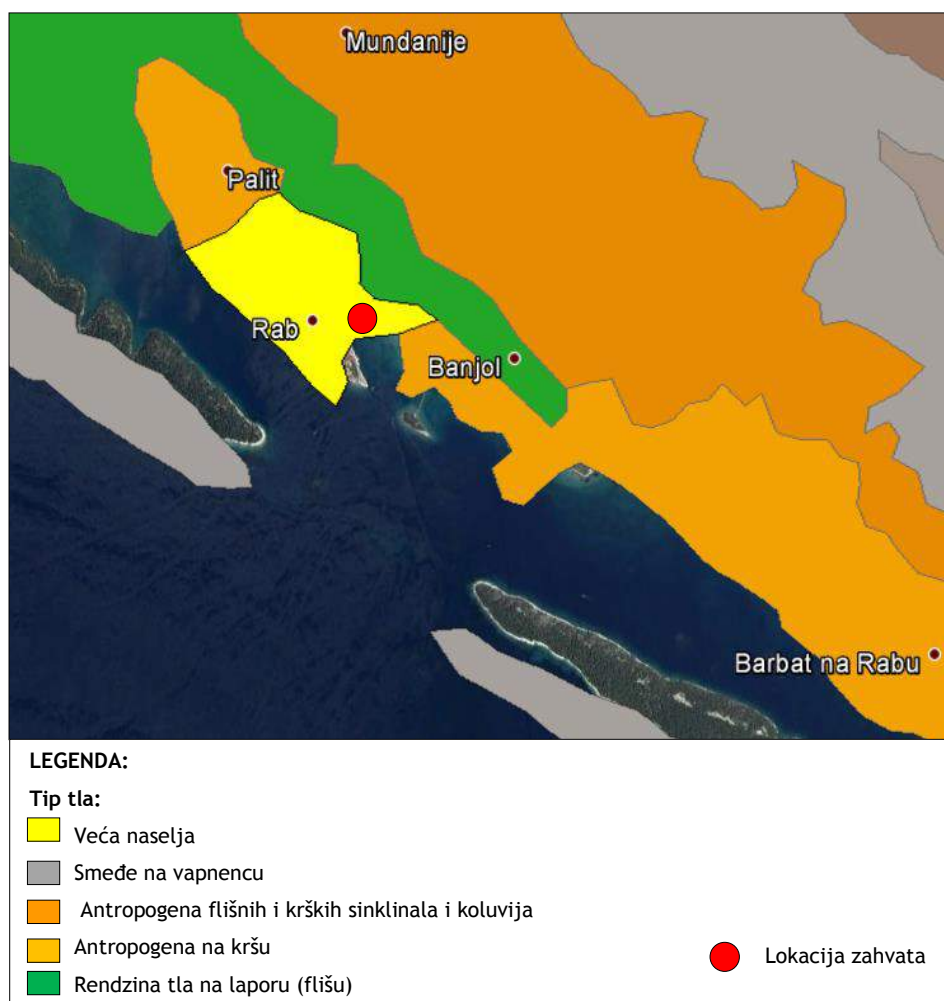 Mundanije
Palit
Rab
Banjol
Barbat na Rabu
LEGENDA:
Tip tla:
Veća naselja
Smeđe na vapnencu
Antropogena flišnih i krških sinklinala i koluvija
Antropogena na kršu
Lokacija zahvata
Rendzina tla na laporu (flišu)